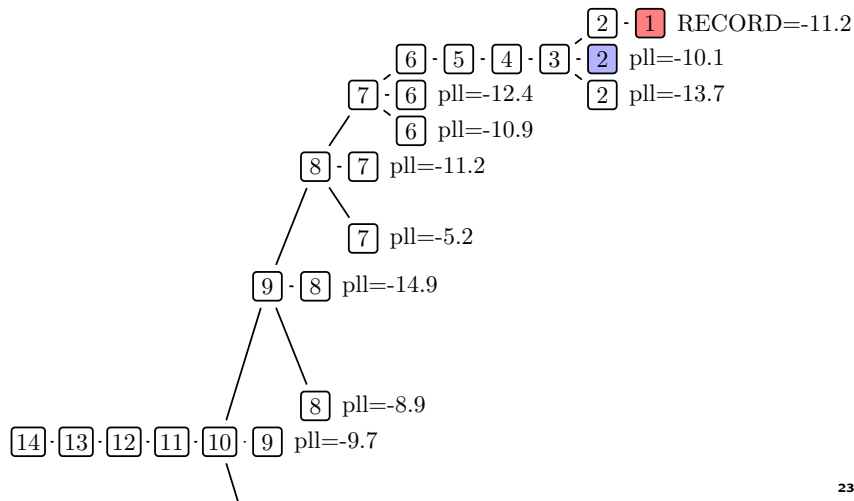 2 1 RECORD=-11.2
6 5 4 3 2 pll=-10.1
7 6 pll=-12.4 2 pll=-13.7
6 pll=-10.9
8 7 pll=-11.2
7 pll=-5.2
9 8 pll=-14.9
8 pll=-8.9
14 13 12 11 10 9 pll=-9.7
23